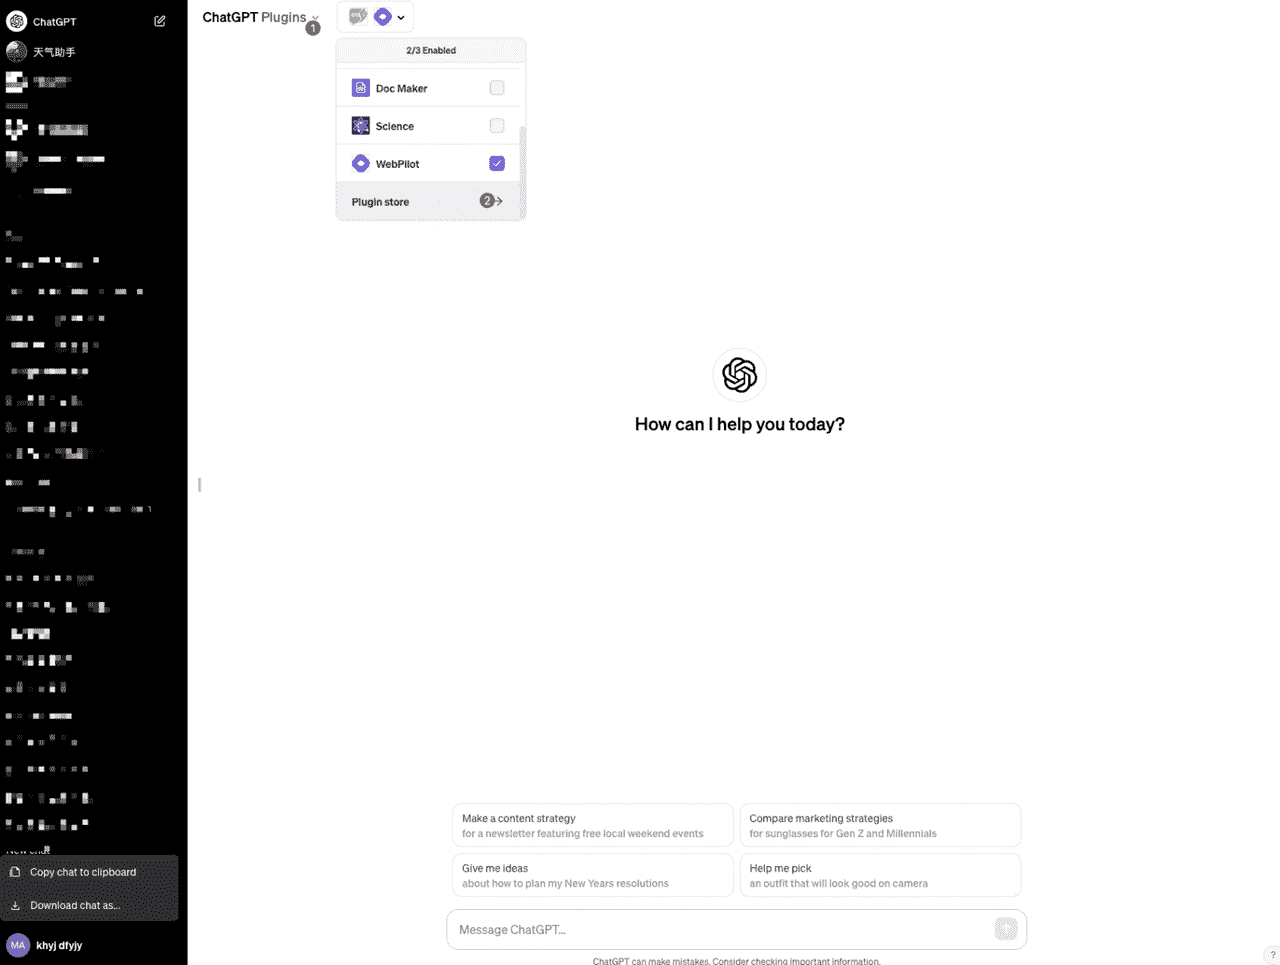 ChatGPT
天气助手
Copy chat to clipboard
Download chat as...
MA
khyj dfyjy
ChatGPT Plugins
1
2/3 Enabled
Doc Maker
Science
WebPilot
Plugin store
2
How can I help you today?
Make a content strategy
for a newsletter featuring free local weekend events
Compare marketing strategies
for sunglasses for Gen Z and Millennials
Give me ideas
about how to plan my New Years resolutions
Help me pick
an outfit that will look good on camera
Message ChatGPT...
ChatGPT can make mistakes. Consider checking important information.
?